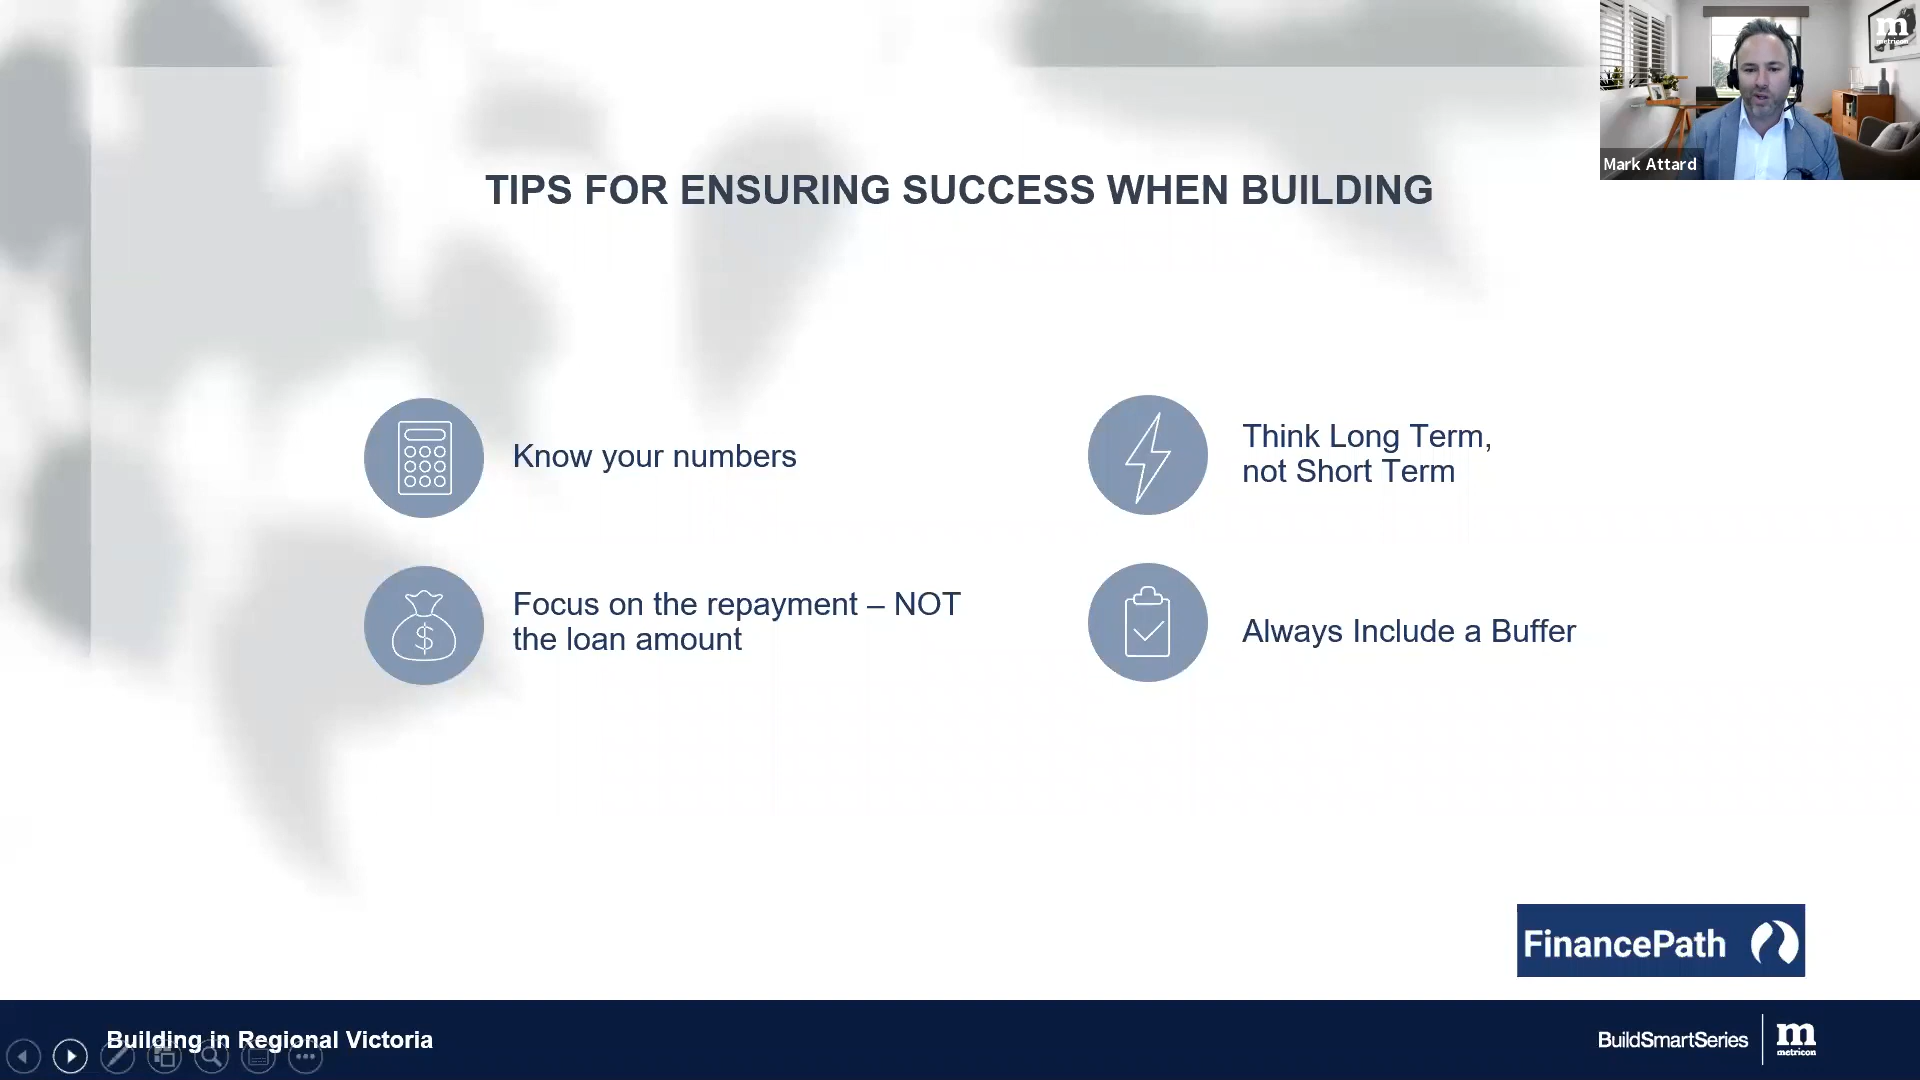 m
metricon
Mark Attard
TIPS FOR ENSURING SUCCESS WHEN BUILDING
Know your numbers
Think Long Term,
not Short Term
Focus on the repayment – NOT
the loan amount
$
Always Include a Buffer
FinancePath
Building in Regional Victoria
BuildSmartSeries
m
metricon